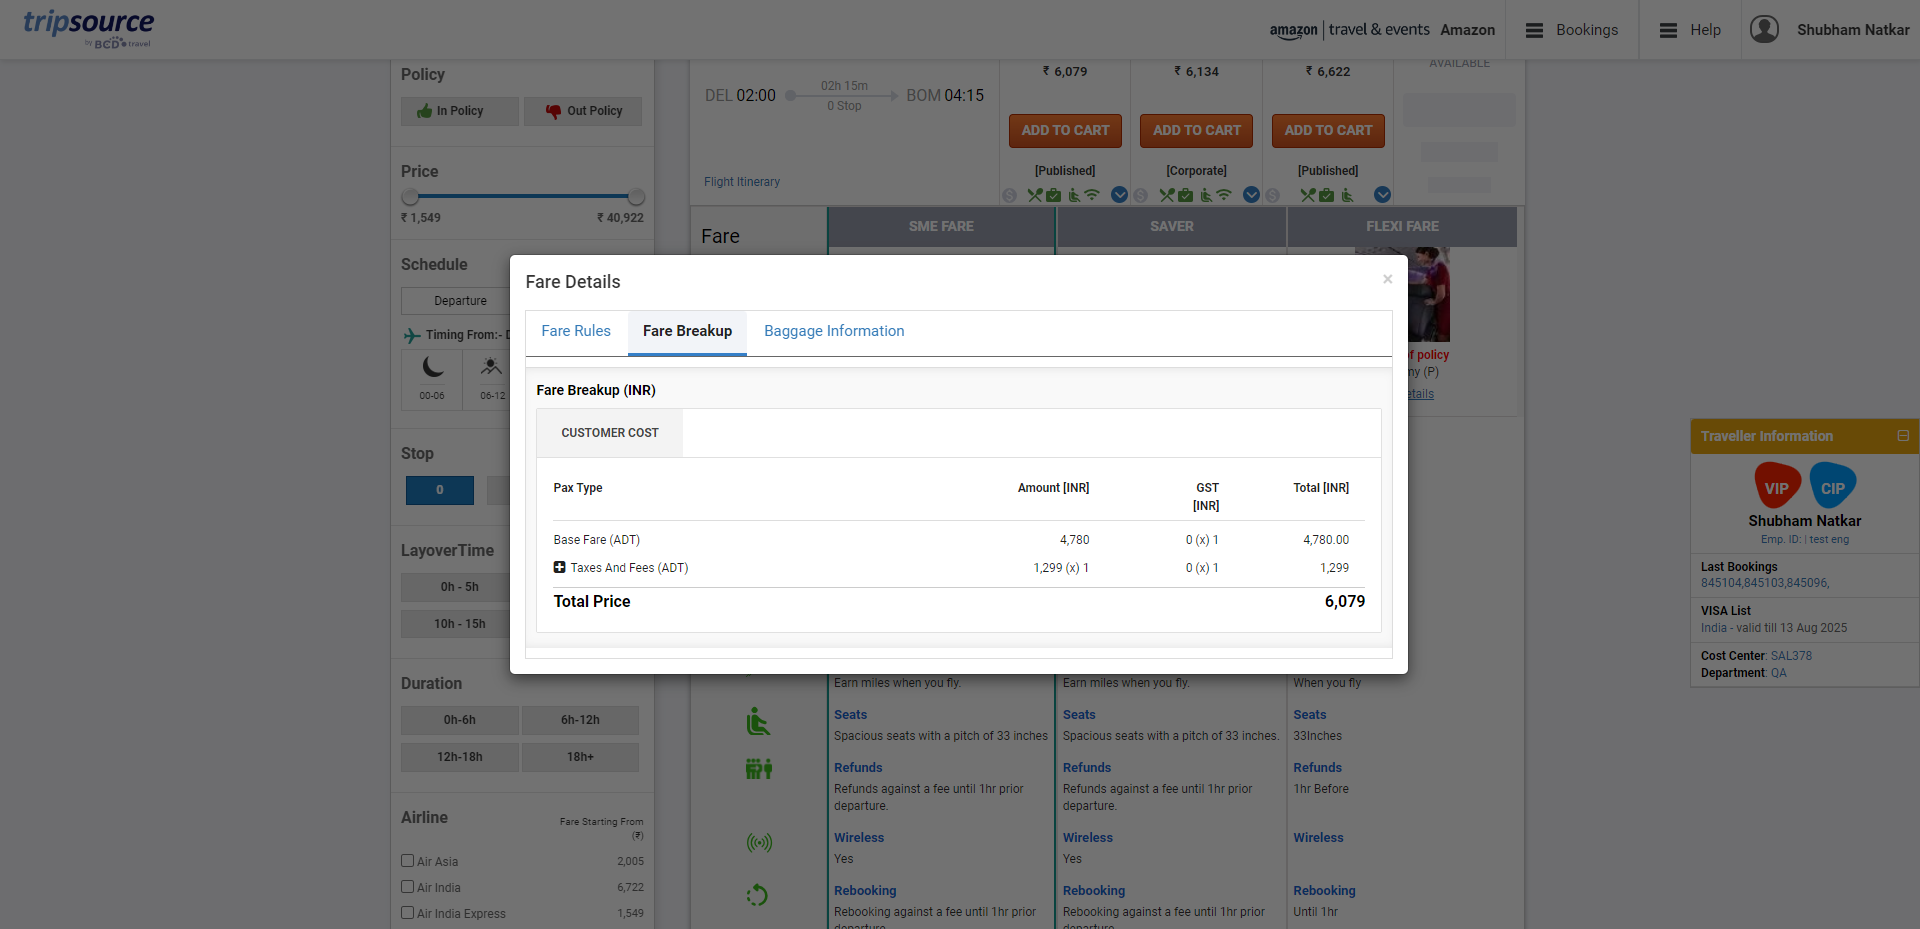 tripsource
by BCD travel
amazon | travel & events Amazon
Bookings
Help
Shubham Natkar
Policy
In Policy
Out Policy
Price
₹ 1,549
₹ 40,922
Schedule
Departure
Timing From:- D
00-06
06-12
Stop
0
LayoverTime
0h - 5h
10h - 15h
Duration
0h-6h
6h-12h
12h-18h
18h+
Airline
Fare Starting From
(₹)
Air Asia
2,005
Air India
6,722
Air India Express
1,549
DEL 02:00
02h 15m
0 Stop
BOM 04:15
Flight Itinerary
₹ 6,079
ADD TO CART
[Published]
₹ 6,134
ADD TO CART
[Corporate]
₹ 6,622
ADD TO CART
[Published]
AVAILABLE
Fare
SME FARE
SAVER
FLEXI FARE
of policy
my (P)
etails
Fare Details
×
Fare Rules
Fare Breakup
Baggage Information
Fare Breakup (INR)
CUSTOMER COST
Pax Type
Amount [INR]
GST
[INR]
Total [INR]
Base Fare (ADT)
4,780
0 (x) 1
4,780.00
Taxes And Fees (ADT)
1,299 (x) 1
0 (x) 1
1,299
Total Price
6,079
Earn miles when you fly.
Earn miles when you fly.
When you fly
Seats
Spacious seats with a pitch of 33 inches
Seats
Spacious seats with a pitch of 33 inches.
Seats
33Inches
Refunds
Refunds against a fee until 1hr prior
departure.
Refunds
Refunds against a fee until 1hr prior
departure.
Refunds
1hr Before
Wireless
Yes
Wireless
Yes
Wireless
Rebooking
Rebooking against a fee until 1hr prior
departure
Rebooking
Rebooking against a fee until 1hr prior
departure
Rebooking
Until 1hr
Traveller Information
VIP
CIP
Shubham Natkar
Emp. ID: | test eng
Last Bookings
845104,845103,845096,
VISA List
India - valid till 13 Aug 2025
Cost Center: SAL378
Department: QA